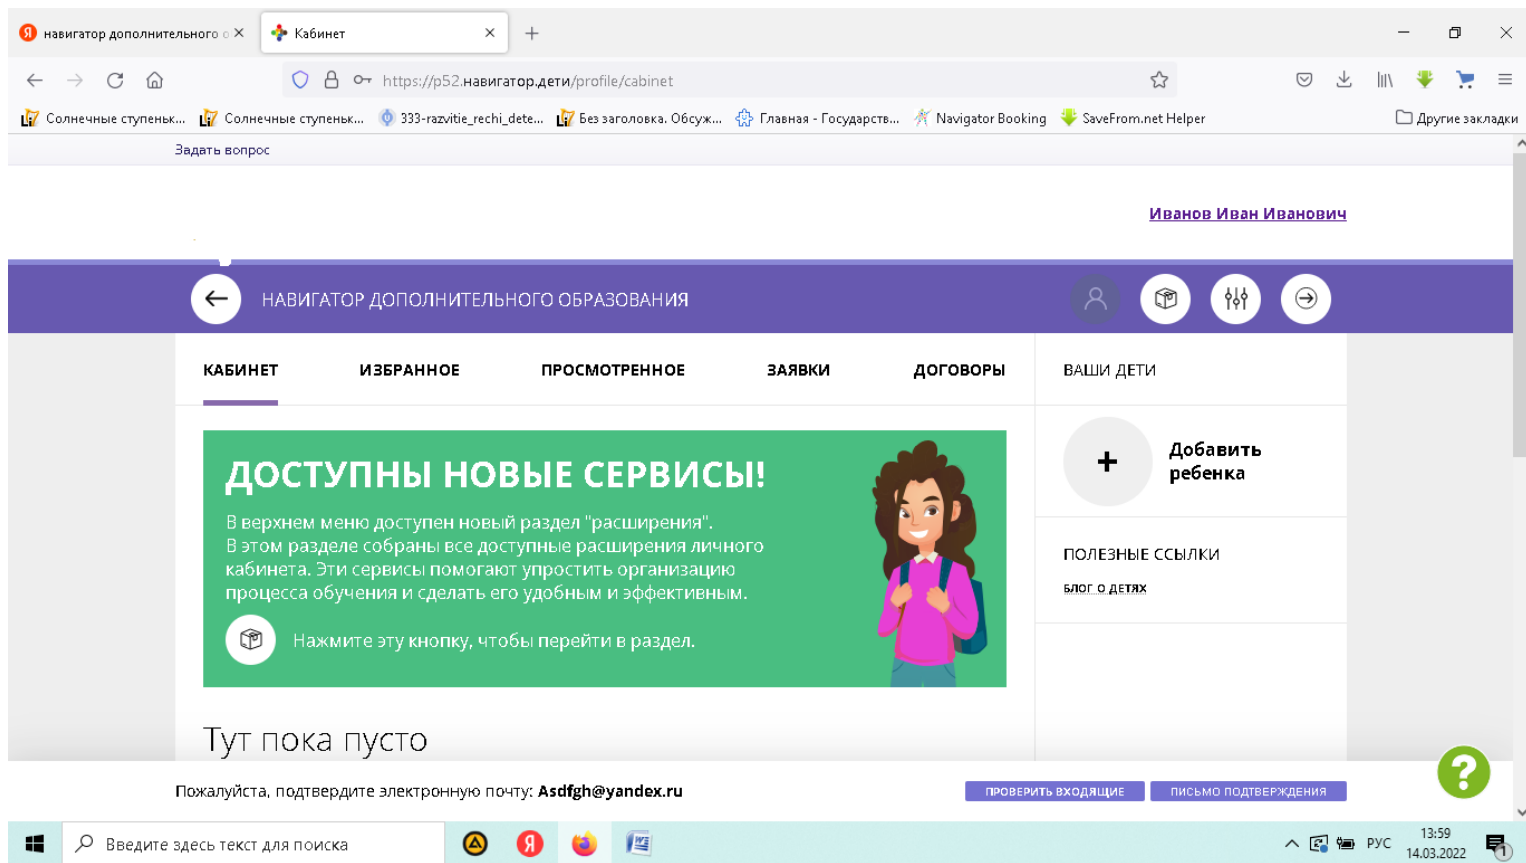 навигатор дополнительного о
Кабинет
https://р52.навигатор.дети/profile/cabinet
Солнечные ступеньк...
Солнечные ступеньк...
333-razvitie_rechi_dete...
Без заголовка. Обсуж...
Главная - Государств...
Navigator Booking
SaveFrom.net Helper
Другие закладки
Задать вопрос
Иванов Иван Иванович
НАВИГАТОР ДОПОЛНИТЕЛЬНОГО ОБРАЗОВАНИЯ
КАБИНЕТ
ИЗБРАННОЕ
ПРОСМОТРЕННОЕ
ЗАЯВКИ
ДОГОВОРЫ
ВАШИ ДЕТИ
ДОСТУПНЫ НОВЫЕ СЕРВИСЫ!
В верхнем меню доступен новый раздел "расширения".
В этом разделе собраны все доступные расширения личного
кабинета. Эти сервисы помогают упростить организацию
процесса обучения и сделать его удобным и эффективным.
Нажмите эту кнопку, чтобы перейти в раздел.
Добавить
ребенка
ПОЛЕЗНЫЕ ССЫЛКИ
БЛОГ О ДЕТЯХ
Тут пока пусто
Пожалуйста, подтвердите электронную почту: Asdfgh@yandex.ru
ПРОВЕРИТЬ ВХОДЯЩИЕ
ПИСЬМО ПОДТВЕРЖДЕНИЯ
?
Введите здесь текст для поиска
РУС
13:59
14.03.2022
1